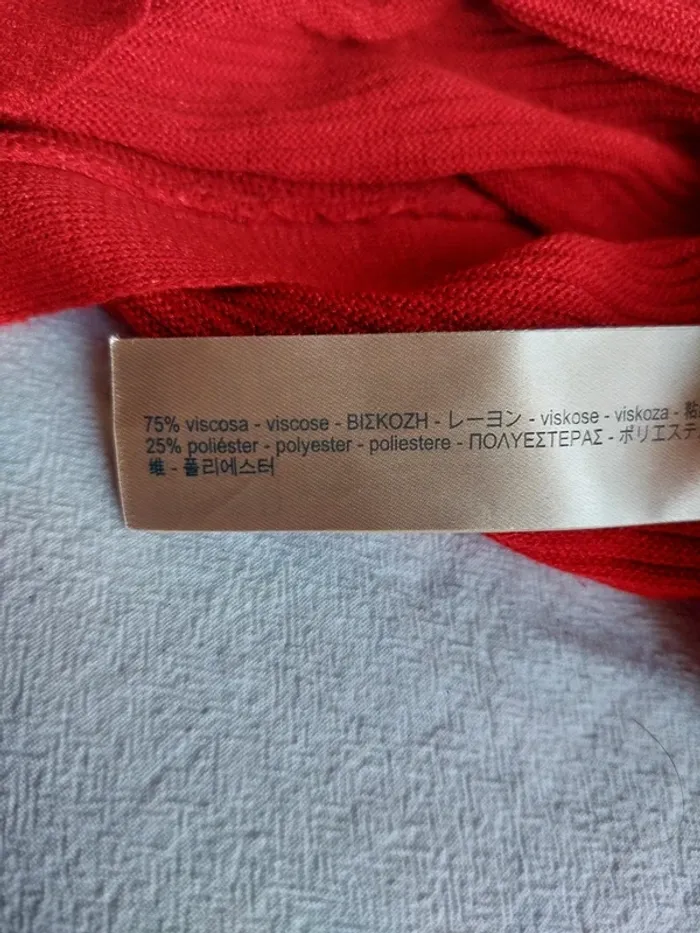 75% viscosa - viscose - ΒΙΣΚΟΖΗ - レーヨン - viskose - viskoza - 粘
25% poliéster - polyester - poliestere - ΠΟΛΥΕΣΤΕΡΑΣ - ポリエステ
维 - 폴리에스터